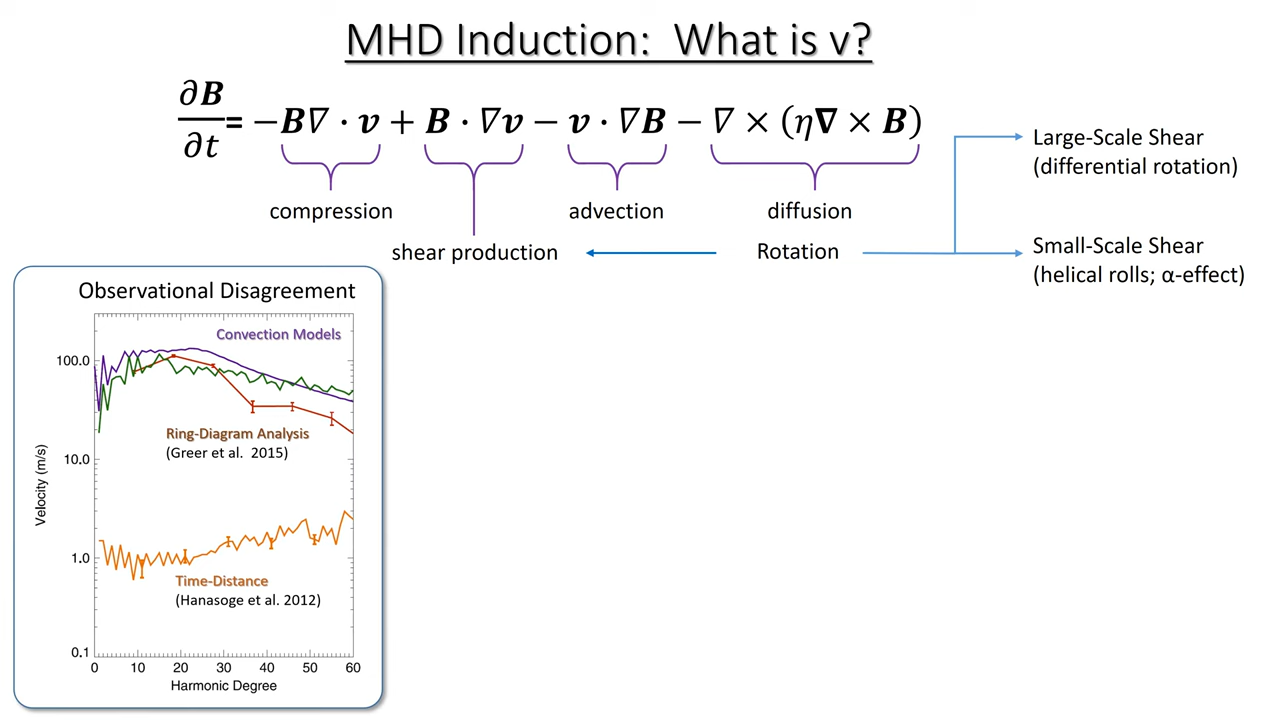 MHD Induction: What is v?
∂B/∂t = −B∇ · v + B · ∇v − v · ∇B − ∇ × (η∇ × B)
compression
advection
diffusion
shear production
Rotation
Large-Scale Shear
(differential rotation)
Small-Scale Shear
(helical rolls; α-effect)
Observational Disagreement
Convection Models
Ring-Diagram Analysis
(Greer et al. 2015)
Time-Distance
(Hanasoge et al. 2012)
Velocity (m/s)
100.0
10.0
1.0
0.1
0 10 20 30 40 50 60
Harmonic Degree